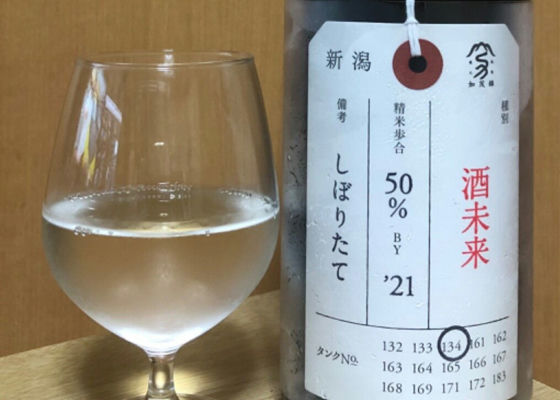 新潟
加茂錦
種別
酒未来
精米歩合
50%
BY
'21
備考
しぼりたて
タンクNo.
132 133 134 161 162
163 164 165 166 167
168 169 171 172 183